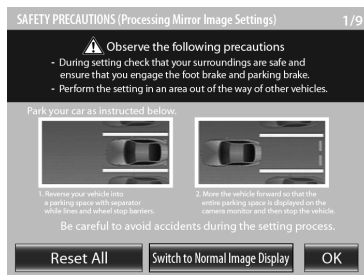 SAFETY PRECAUTIONS (Processing Mirror Image Settings) 1/9
Observe the following precautions
- During setting check that your surroundings are safe and
ensure that you engage the foot brake and parking brake.
- Perform the setting in an area out of the way of other vehicles.
Park your car as instructed below.
1. Reverse your vehicle into
a parking space with separator
while lines and wheel stop barriers.
2. More the vehicle forward so that the
entire parking space is displayed on the
camera monitor and then stop the vehicle.
Be careful to avoid accidents during the setting process.
Reset All
Switch to Normal Image Display
OK